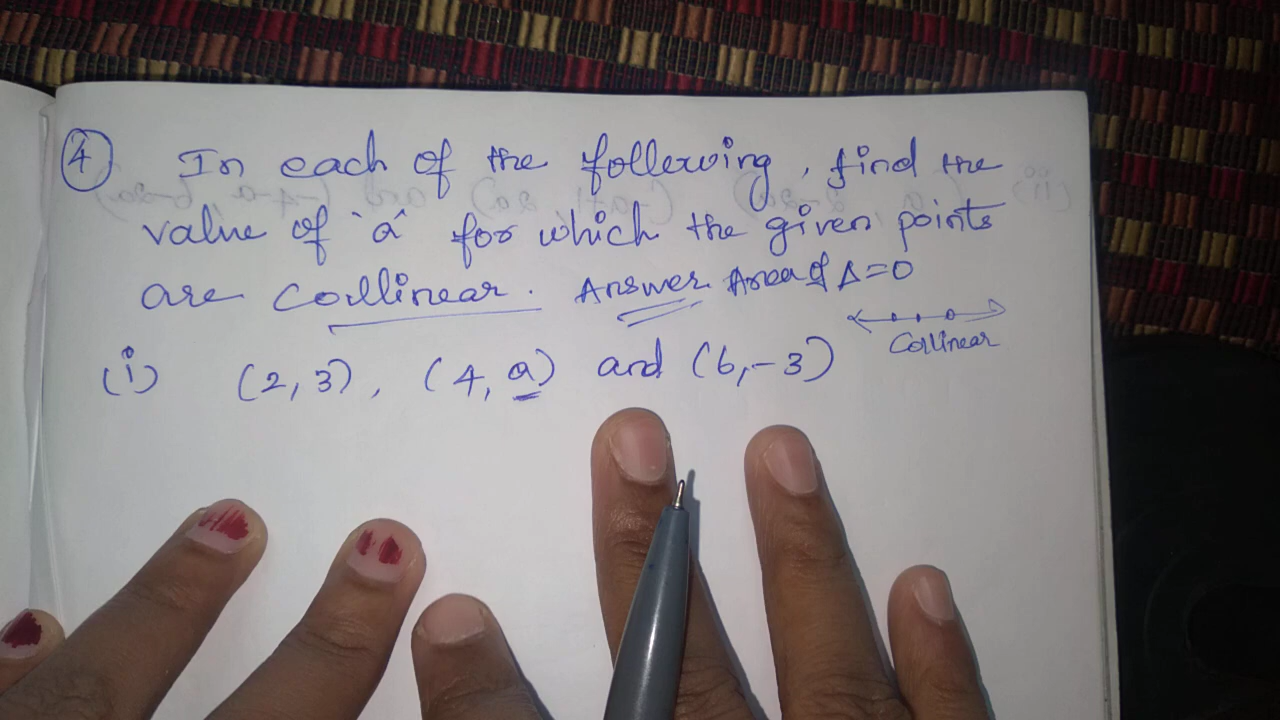 ④ In each of the following, find the
value of 'a' for which the given points
are collinear. Answer Area of Δ=0
Collinear
(i) (2,3), (4,a) and (6,-3)